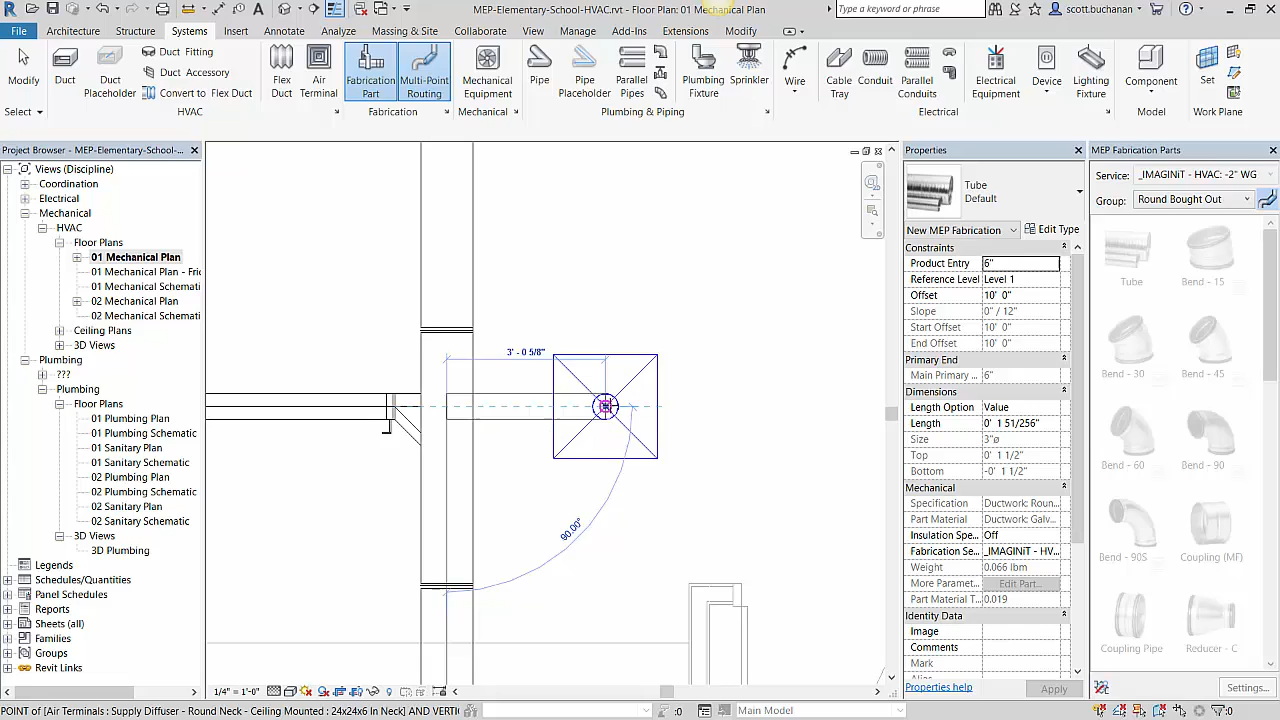 MEP-Elementary-School-HVAC.rvt - Floor Plan: 01 Mechanical Plan
Type a keyword or phrase
scott.buchanan
File Architecture Structure Systems Insert Annotate Analyze Massing & Site Collaborate View Manage Add-Ins Extensions Modify
Modify
Select
Duct
Duct Placeholder
Duct Fitting
Duct Accessory
Convert to Flex Duct
Flex Duct
Air Terminal
HVAC
Fabrication Part
Multi-Point Routing
Fabrication
Mechanical Equipment
Mechanical
Pipe
Pipe Placeholder
Parallel Pipes
Plumbing Fixture
Sprinkler
Plumbing & Piping
Wire
Cable Tray
Conduit
Parallel Conduits
Electrical Equipment
Device
Lighting Fixture
Electrical
Component
Model
Set
Work Plane
Project Browser - MEP-Elementary-School-...
Views (Discipline)
Coordination
Electrical
Mechanical
HVAC
Floor Plans
01 Mechanical Plan
01 Mechanical Plan - Fri
01 Mechanical Schemati
02 Mechanical Plan
02 Mechanical Schemati
Ceiling Plans
3D Views
Plumbing
???
Plumbing
Floor Plans
01 Plumbing Plan
01 Plumbing Schematic
01 Sanitary Plan
01 Sanitary Schematic
02 Plumbing Plan
02 Plumbing Schematic
02 Sanitary Plan
02 Sanitary Schematic
3D Views
3D Plumbing
Legends
Schedules/Quantities
Panel Schedules
Reports
Sheets (all)
Families
Groups
Revit Links
3' - 0 5/8"
90.00°
1/4" = 1'-0"
Properties
Tube
Default
New MEP Fabrication
Edit Type
Constraints
Product Entry 6"
Reference Level Level 1
Offset 10' 0"
Slope 0" / 12"
Start Offset 10' 0"
End Offset 10' 0"
Primary End
Main Primary ... 6"
Dimensions
Length Option Value
Length 0' 1 51/256"
Size 3"ø
Top 0' 1 1/2"
Bottom -0' 1 1/2"
Mechanical
Specification Ductwork: Roun...
Part Material Ductwork: Galv...
Insulation Spe... Off
Fabrication Se... _IMAGINiT - HV...
Weight 0.066 lbm
More Paramet... Edit Part...
Part Material T... 0.019
Identity Data
Image
Comments
Mark
Properties help
Apply
MEP Fabrication Parts
Service: _IMAGINiT - HVAC: -2" WG
Group: Round Bought Out
Tube
Bend - 15
Bend - 30
Bend - 45
Bend - 60
Bend - 90
Bend - 90S
Coupling (MF)
Coupling Pipe
Reducer - C
Settings...
POINT of [Air Terminals : Supply Diffuser - Round Neck - Ceiling Mounted : 24x24x6 In Neck] AND VERTIC
:0
Main Model
:0